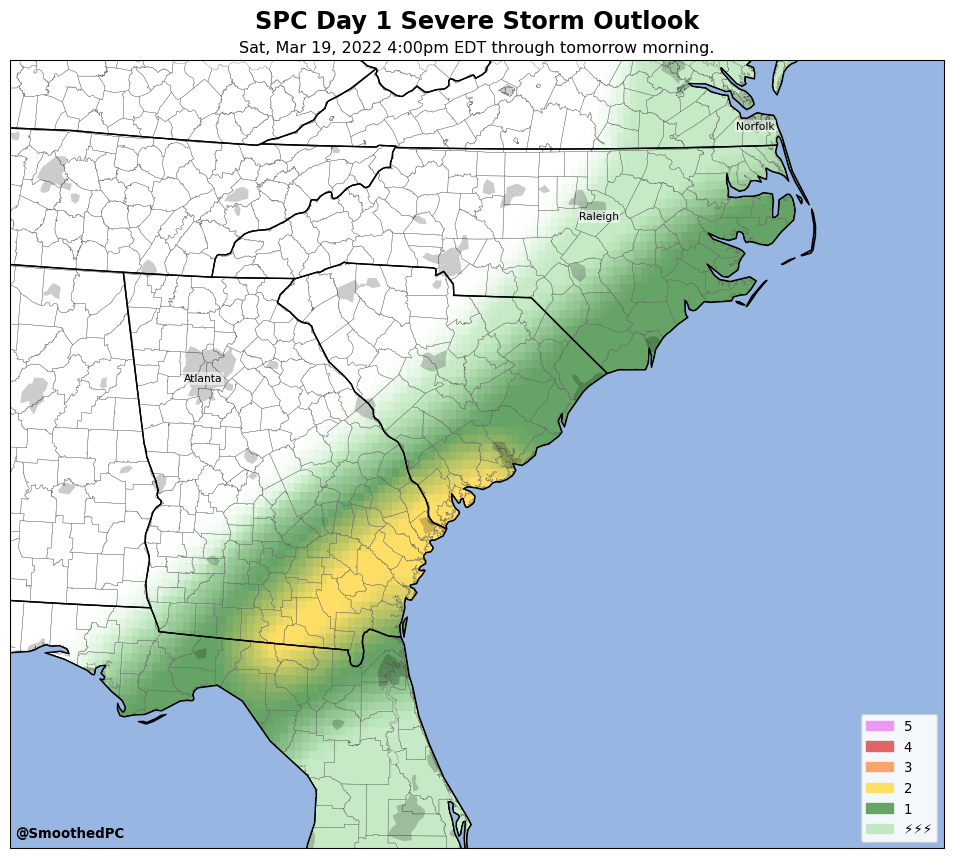 SPC Day 1 Severe Storm Outlook
Sat, Mar 19, 2022 4:00pm EDT through tomorrow morning.
Norfolk
Raleigh
Atlanta
5
4
3
2
1
⚡⚡⚡
@SmoothedPC